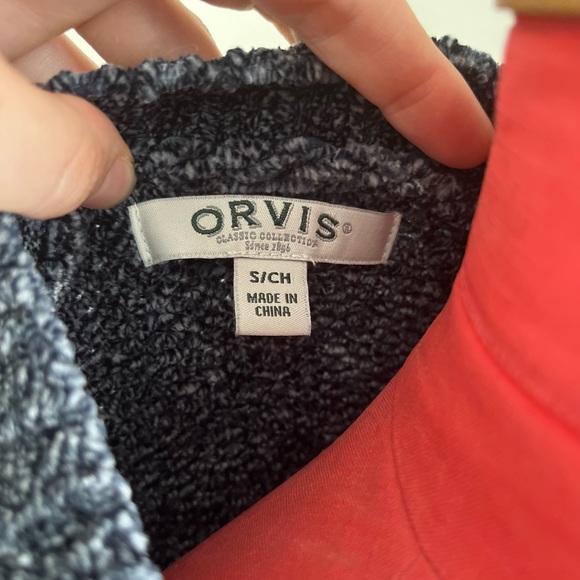 ORVIS®
CLASSIC COLLECTION
Since 1856
S/CH
MADE IN
CHINA